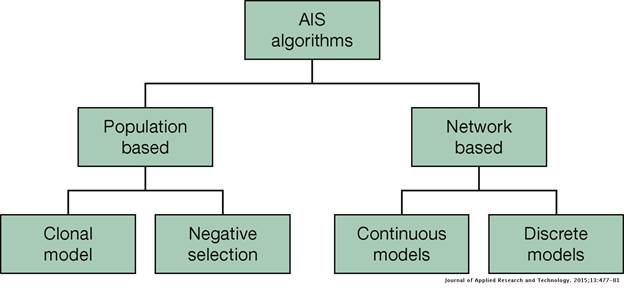 AIS
algorithms
Population
based
Network
based
Clonal
model
Negative
selection
Continuous
models
Discrete
models
Journal of Applied Research and Technology. 2015;13:477-81